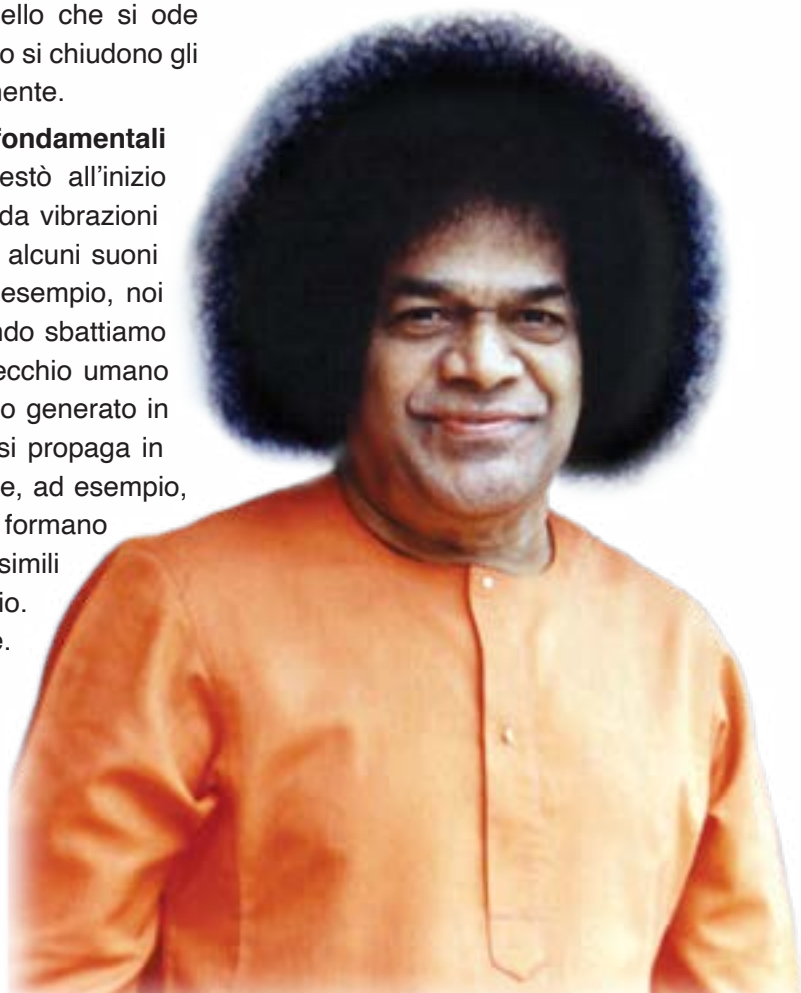 ello che si ode
o si chiudono gli
nente.
fondamentali
estò all'inizio
da vibrazioni
alcuni suoni
esempio, noi
ndo sbattiamo
ecchio umano
o generato in
si propaga in
e, ad esempio,
formano
simili
io.
e.